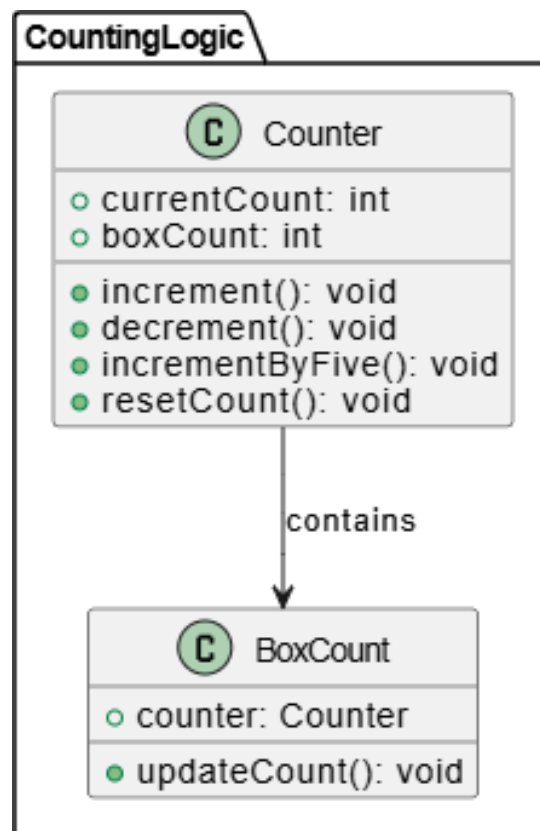 CountingLogic
C Counter
currentCount: int
boxCount: int
increment(): void
decrement(): void
incrementByFive(): void
resetCount(): void
contains
C BoxCount
counter: Counter
updateCount(): void